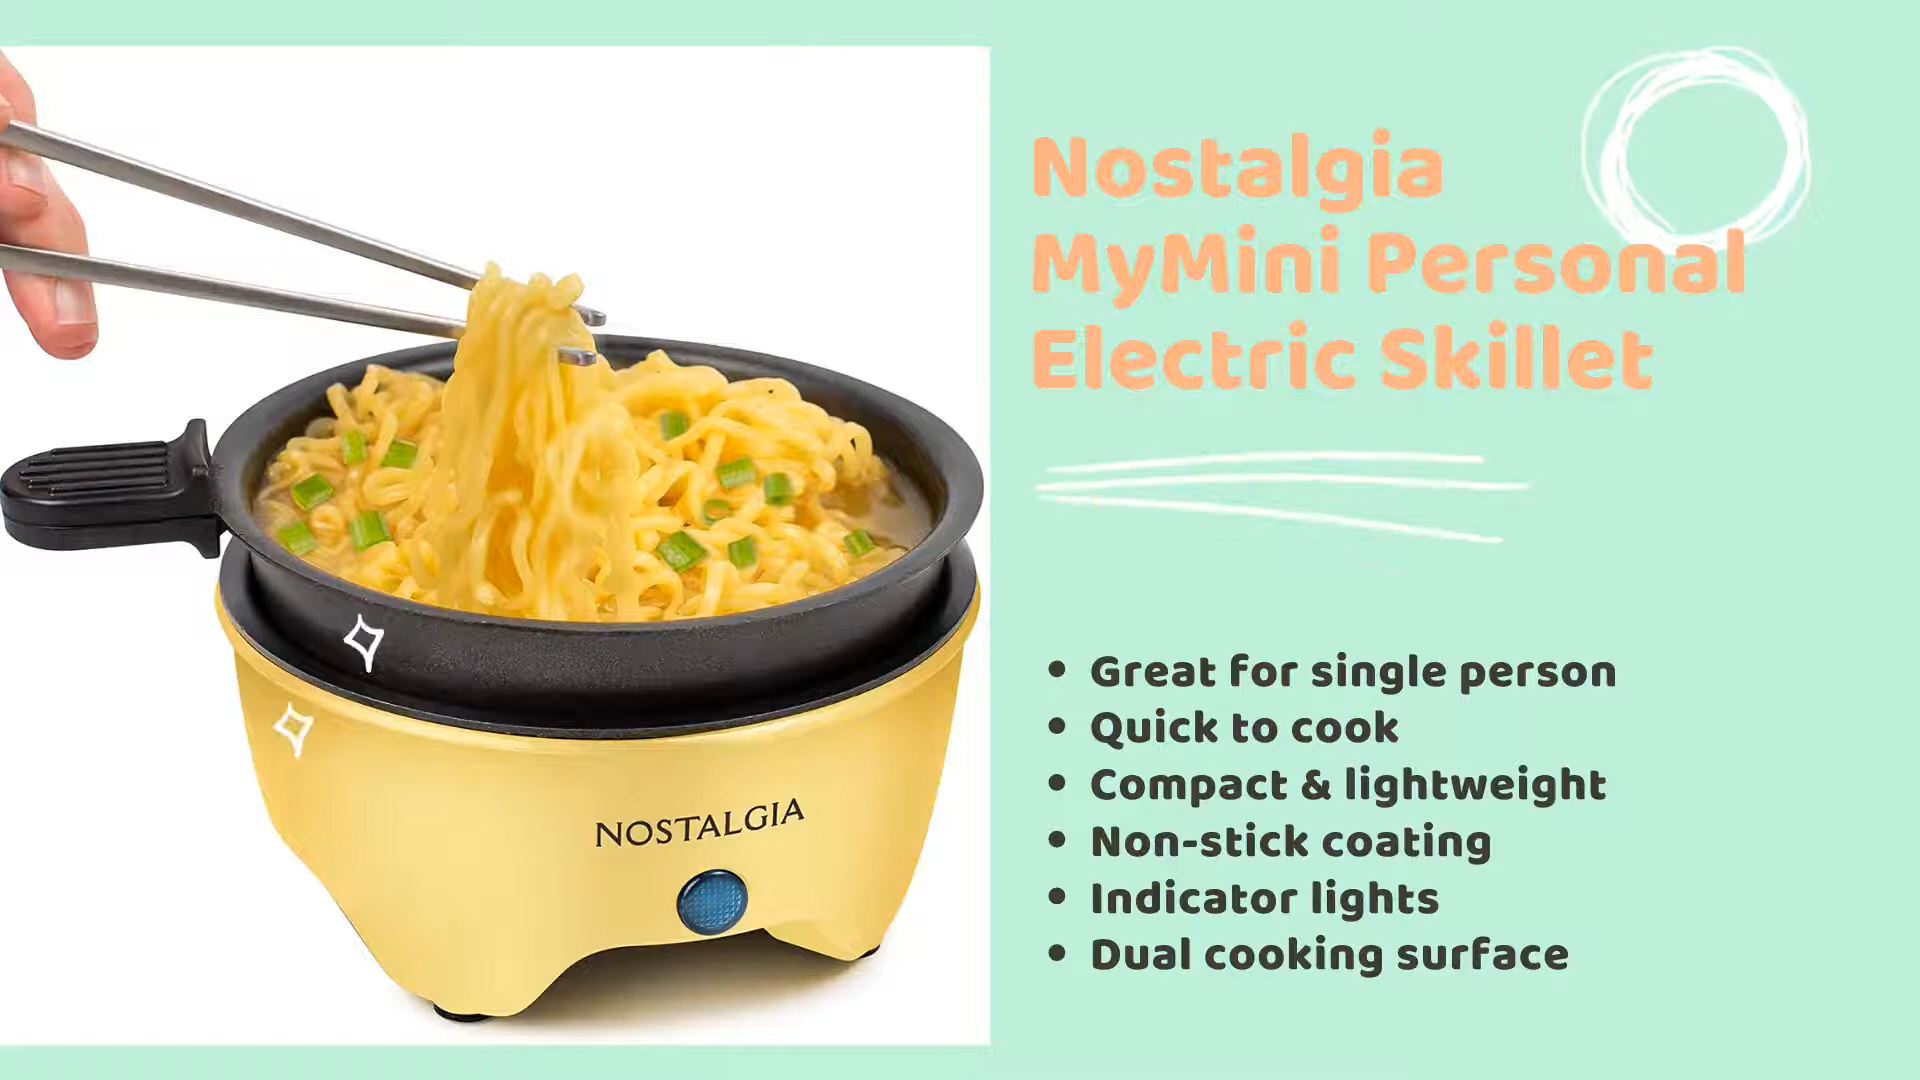 Nostalgia
MyMini Personal
Electric Skillet
• Great for single person
• Quick to cook
• Compact & lightweight
• Non-stick coating
• Indicator lights
• Dual cooking surface
NOSTALGIA